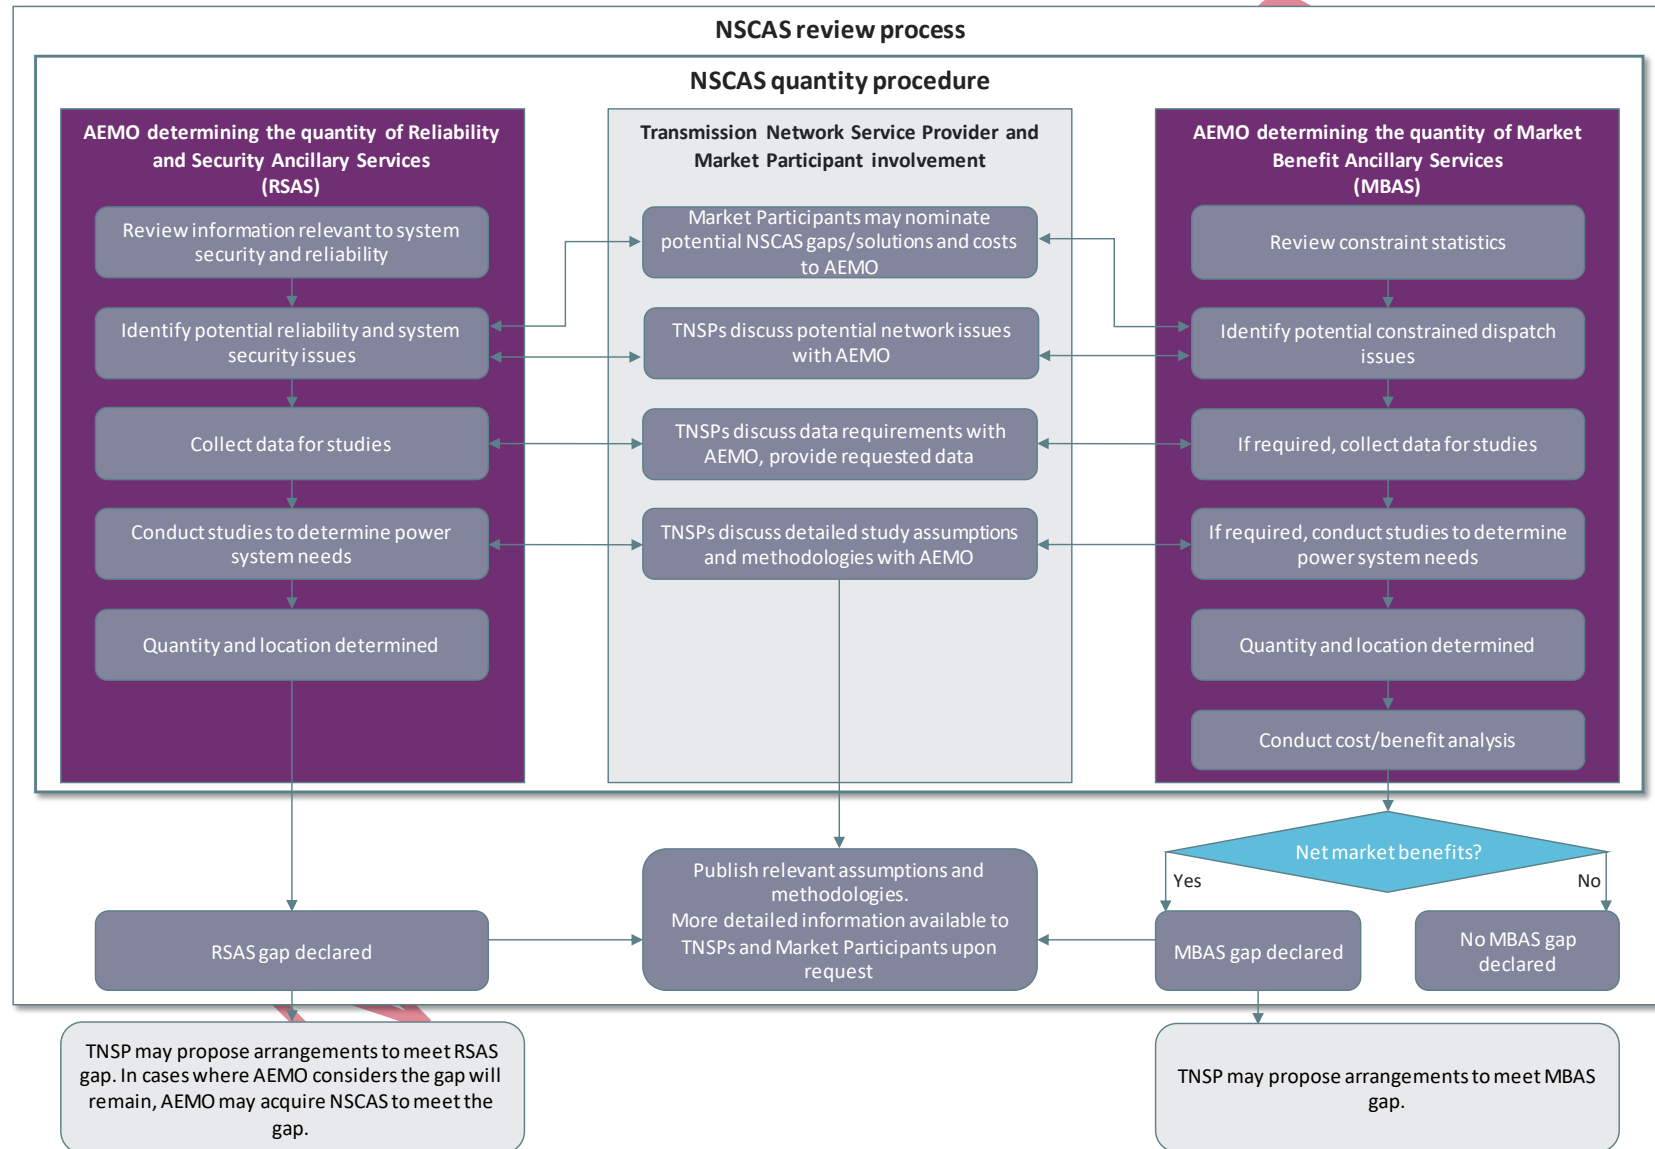 NSCAS review process
NSCAS quantity procedure
AEMO determining the quantity of Reliability
and Security Ancillary Services
(RSAS)
Review information relevant to system
security and reliability
Identify potential reliability and system
security issues
Collect data for studies
Conduct studies to determine power
system needs
Quantity and location determined
Transmission Network Service Provider and
Market Participant involvement
Market Participants may nominate
potential NSCAS gaps/solutions and costs
to AEMO
TNSPs discuss potential network issues
with AEMO
TNSPs discuss data requirements with
AEMO, provide requested data
TNSPs discuss detailed study assumptions
and methodologies with AEMO
AEMO determining the quantity of Market
Benefit Ancillary Services
(MBAS)
Review constraint statistics
Identify potential constrained dispatch
issues
If required, collect data for studies
If required, conduct studies to determine
power system needs
Quantity and location determined
Conduct cost/benefit analysis
Net market benefits?
Yes
No
RSAS gap declared
Publish relevant assumptions and
methodologies.
More detailed information available to
TNSPs and Market Participants upon
request
MBAS gap declared
No MBAS gap
declared
TNSP may propose arrangements to meet RSAS
gap. In cases where AEMO considers the gap will
remain, AEMO may acquire NSCAS to meet the
gap.
TNSP may propose arrangements to meet MBAS
gap.